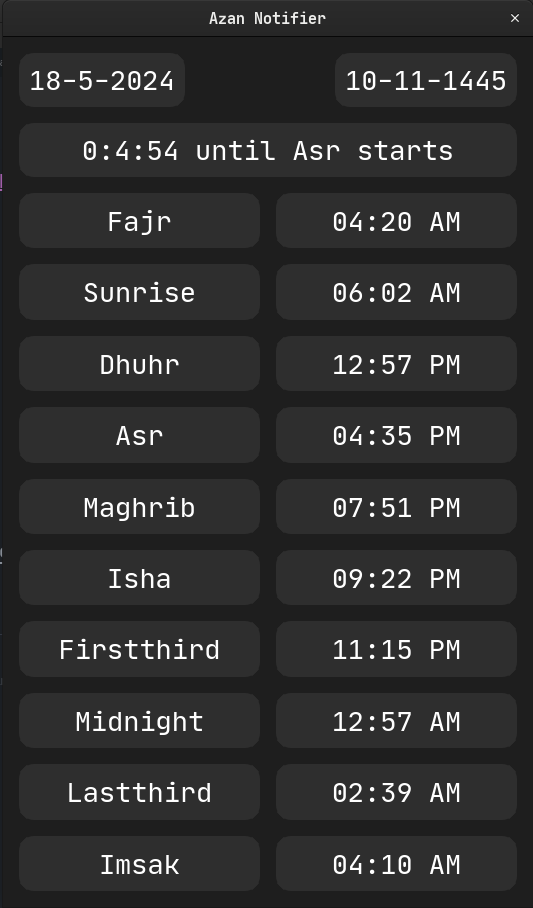 Azan Notifier ×
18-5-2024 10-11-1445
0:4:54 until Asr starts
Fajr 04:20 AM
Sunrise 06:02 AM
Dhuhr 12:57 PM
Asr 04:35 PM
Maghrib 07:51 PM
Isha 09:22 PM
Firstthird 11:15 PM
Midnight 12:57 AM
Lastthird 02:39 AM
Imsak 04:10 AM